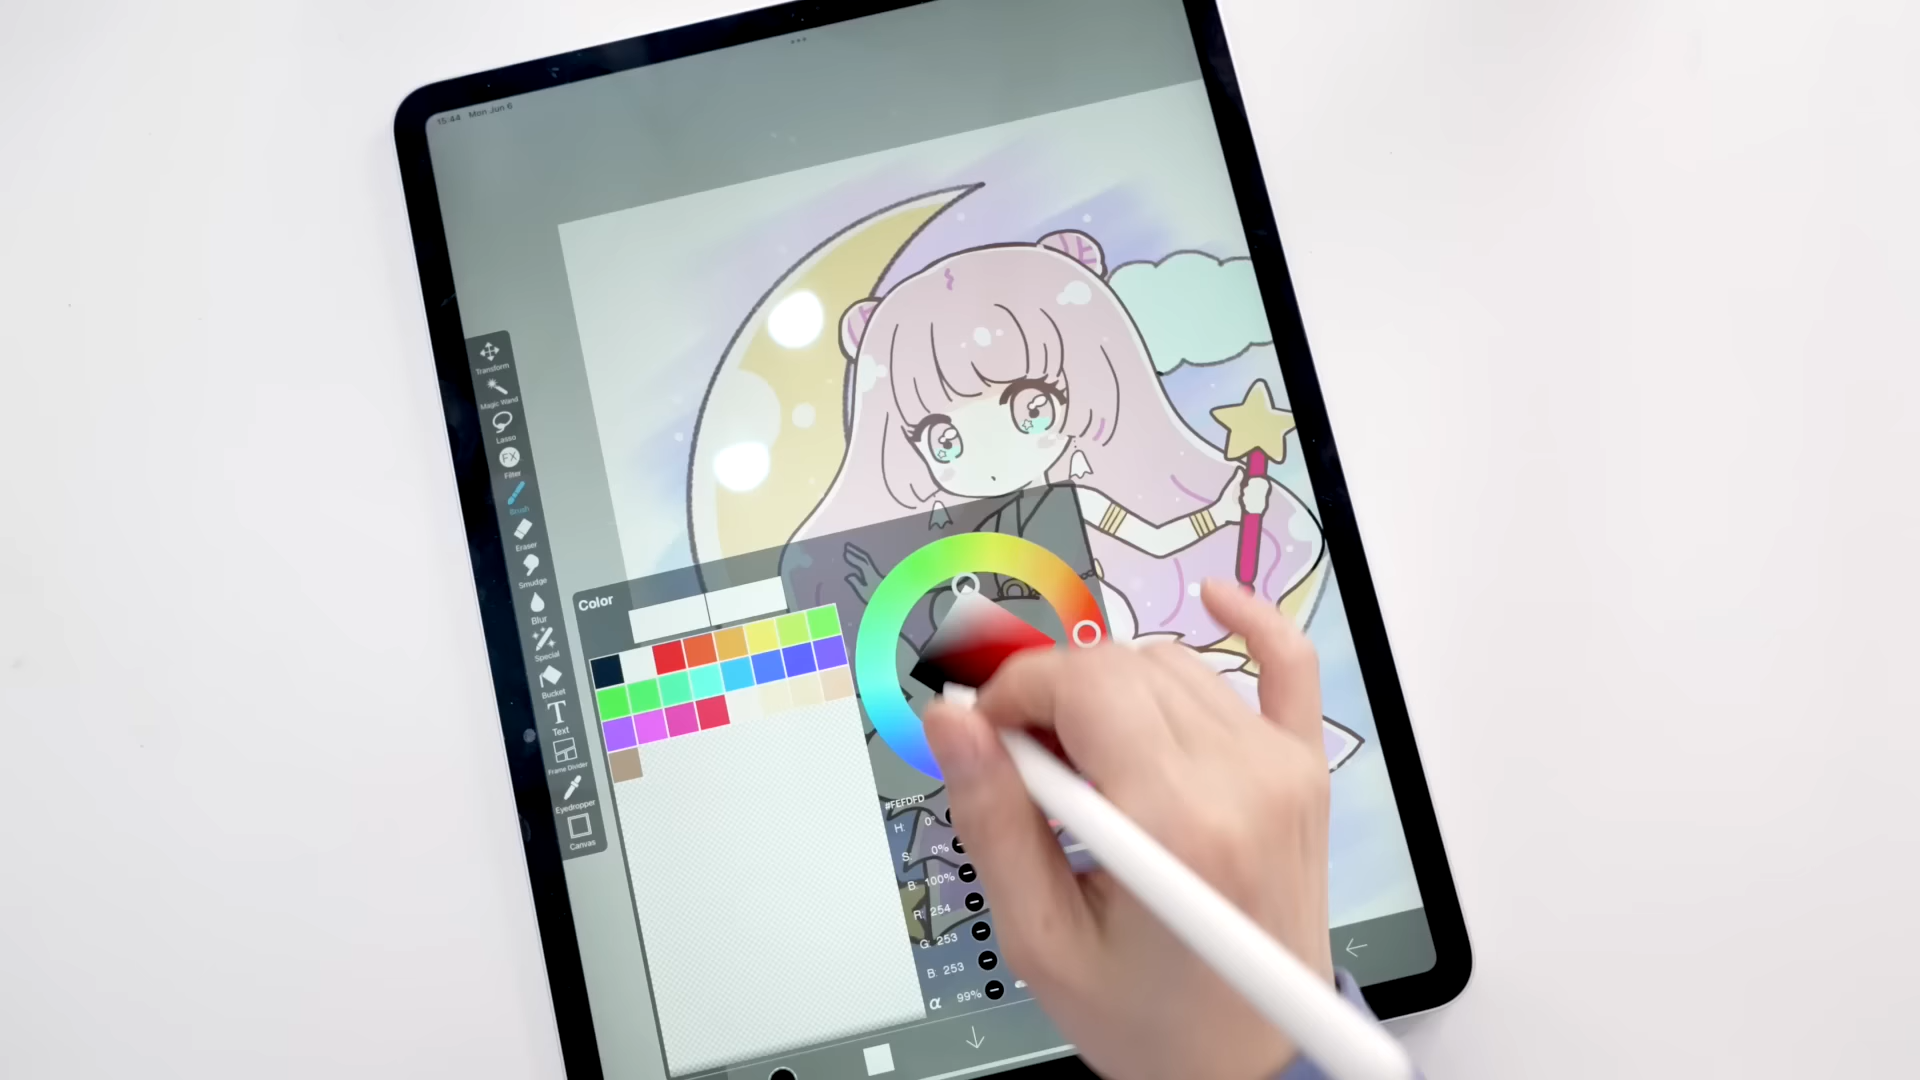 15:44 Mon Jun 6
Transform
Magic Wand
Lasso
FX
Filter
Brush
Eraser
Smudge
Blur
Special
Bucket
T
Text
Frame Divider
Eyedropper
Canvas
Color
#FEFDFD
H: 0°
S: 0%
B: 100%
R: 254
G: 253
B: 253
α 99%